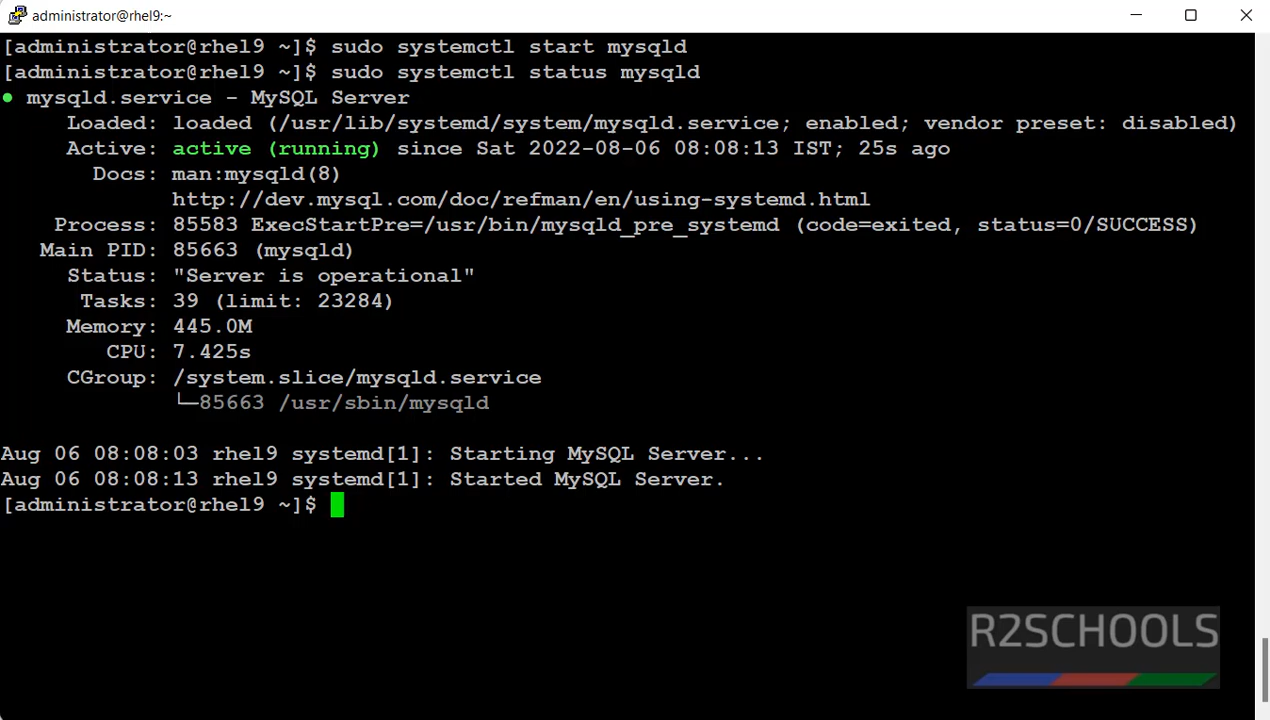 administrator@rhel9:~
[administrator@rhel9 ~]$ sudo systemctl start mysqld
[administrator@rhel9 ~]$ sudo systemctl status mysqld
● mysqld.service - MySQL Server
Loaded: loaded (/usr/lib/systemd/system/mysqld.service; enabled; vendor preset: disabled)
Active: active (running) since Sat 2022-08-06 08:08:13 IST; 25s ago
Docs: man:mysqld(8)
http://dev.mysql.com/doc/refman/en/using-systemd.html
Process: 85583 ExecStartPre=/usr/bin/mysqld_pre_systemd (code=exited, status=0/SUCCESS)
Main PID: 85663 (mysqld)
Status: "Server is operational"
Tasks: 39 (limit: 23284)
Memory: 445.0M
CPU: 7.425s
CGroup: /system.slice/mysqld.service
└─85663 /usr/sbin/mysqld
Aug 06 08:08:03 rhel9 systemd[1]: Starting MySQL Server...
Aug 06 08:08:13 rhel9 systemd[1]: Started MySQL Server.
[administrator@rhel9 ~]$
R2SCHOOLS